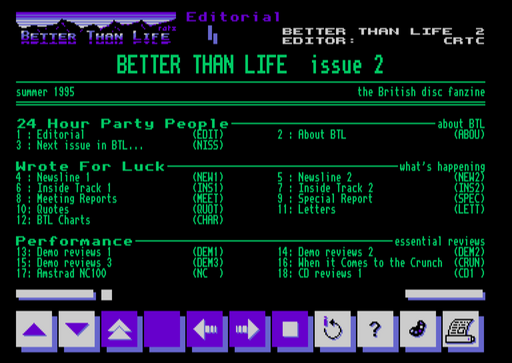 Editorial
BETTER THAN LIFE
BETTER THAN LIFE 2
EDITOR: CRTC
BETTER THAN LIFE issue 2
summer 1995 the British disc fanzine
24 Hour Party People about BTL
1 : Editorial (EDIT) 2 : About BTL (ABOU)
3 : Next issue in BTL... (NISS)
Wrote For Luck what's happening
4 : Newsline 1 (NEW1) 5 : Newsline 2 (NEW2)
6 : Inside Track 1 (INS1) 7 : Inside Track 2 (INS2)
8 : Meeting Reports (MEET) 9 : Special Report (SPEC)
10: Quotes (QUOT) 11: Letters (LETT)
12: BTL Charts (CHAR)
Performance essential reviews
13: Demo reviews 1 (DEM1) 14: Demo reviews 2 (DEM2)
15: Demo reviews 3 (DEM3) 16: When it Comes to the Crunch (CRUN)
17: Amstrad NC100 (NC ) 18: CD reviews 1 (CD1 )
?